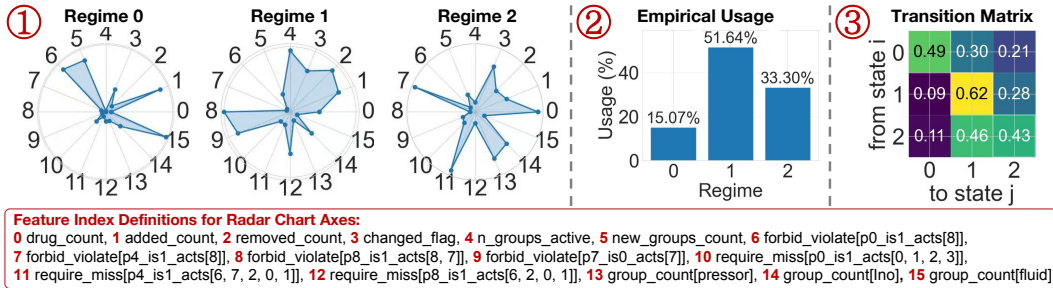 ① Regime 0 Regime 1 Regime 2
0 1 2 3 4 5 6 7 8 9 10 11 12 13 14 15
0 1 2 3 4 5 6 7 8 9 10 11 12 13 14 15
0 1 2 3 4 5 6 7 8 9 10 11 12 13 14 15
② Empirical Usage
Usage (%)
40
20
0
15.07%
51.64%
33.30%
0 1 2
Regime
③ Transition Matrix
from state i
0 0.49 0.30 0.21
1 0.09 0.62 0.28
2 0.11 0.46 0.43
0 1 2
to state j
Feature Index Definitions for Radar Chart Axes:
0 drug_count, 1 added_count, 2 removed_count, 3 changed_flag, 4 n_groups_active, 5 new_groups_count, 6 forbid_violate[p0_is1_acts[8]],
7 forbid_violate[p4_is1_acts[8]], 8 forbid_violate[p8_is1_acts[8, 7]], 9 forbid_violate[p7_is0_acts[7]], 10 require_miss[p0_is1_acts[0, 1, 2, 3]],
11 require_miss[p4_is1_acts[6, 7, 2, 0, 1]], 12 require_miss[p8_is1_acts[6, 2, 0, 1]], 13 group_count[pressor], 14 group_count[Ino], 15 group_count[fluid]